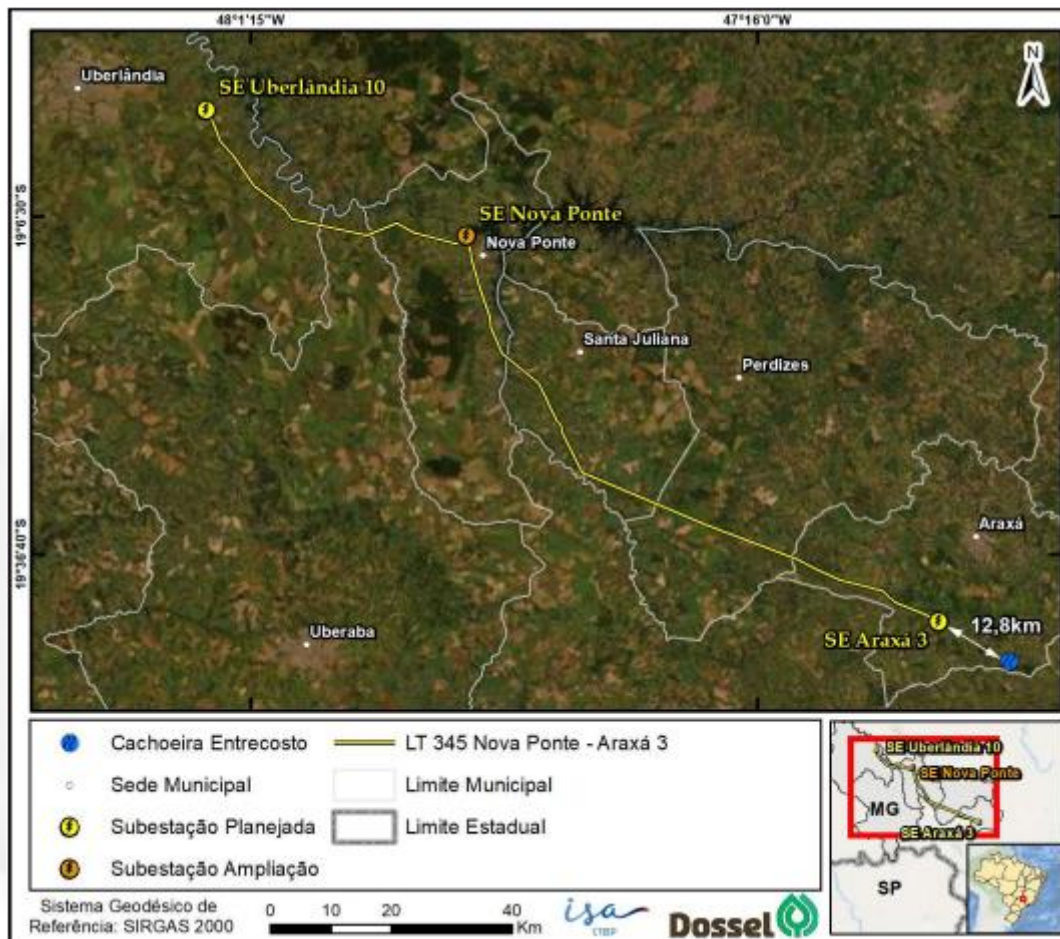 48°1'15"W
47°16'0"W
N
Uberlândia
SE Uberlândia 10
19°6'30"S
SE Nova Ponte
Nova Ponte
Santa Juliana
Perdizes
19°36'40"S
Araxá
Uberaba
SE Araxá 3
12,8km
Cachoeira Entrecosto
LT 345 Nova Ponte - Araxá 3
Sede Municipal
Limite Municipal
Subestação Planejada
Limite Estadual
Subestação Ampliação
SE Uberlândia 10
SE Nova Ponte
MG
SE Araxá 3
SP
Sistema Geodésico de
Referência: SIRGAS 2000
0 10 20 40
Km
isa
CTEEP
Dossel